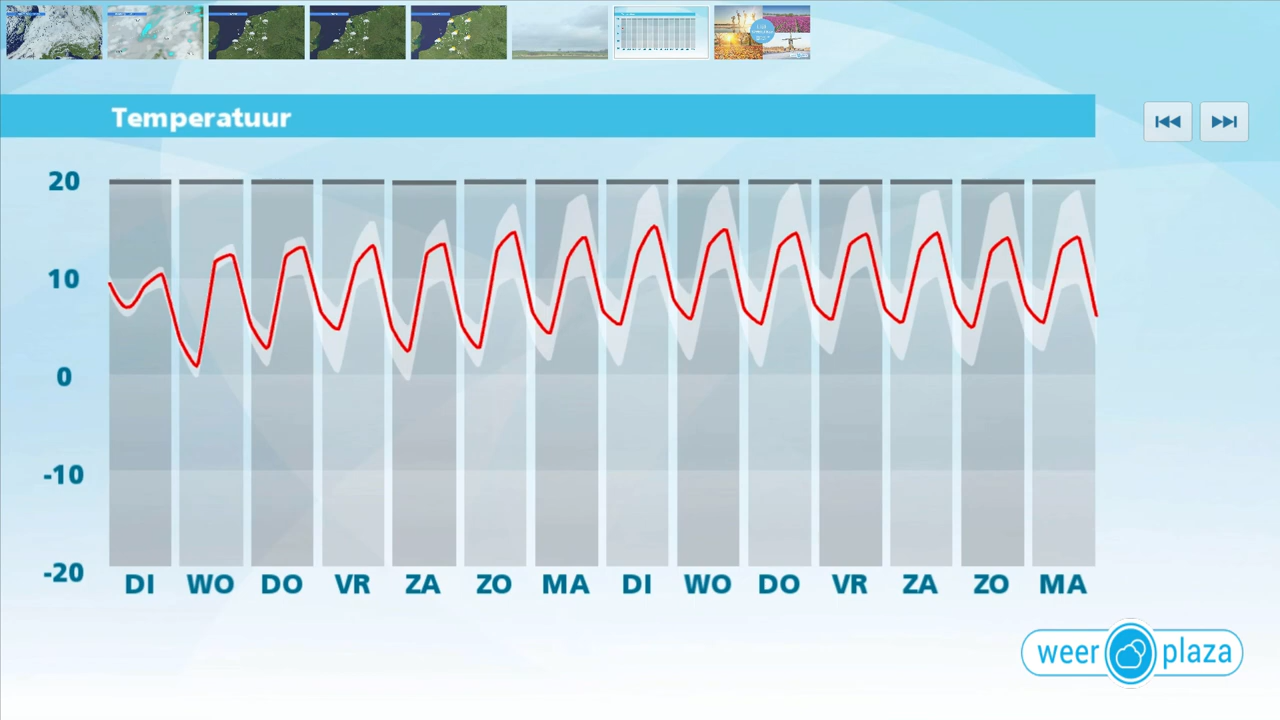 Temperatuur
20
10
0
-10
-20
DI WO DO VR ZA ZO MA DI WO DO VR ZA ZO MA
weer plaza